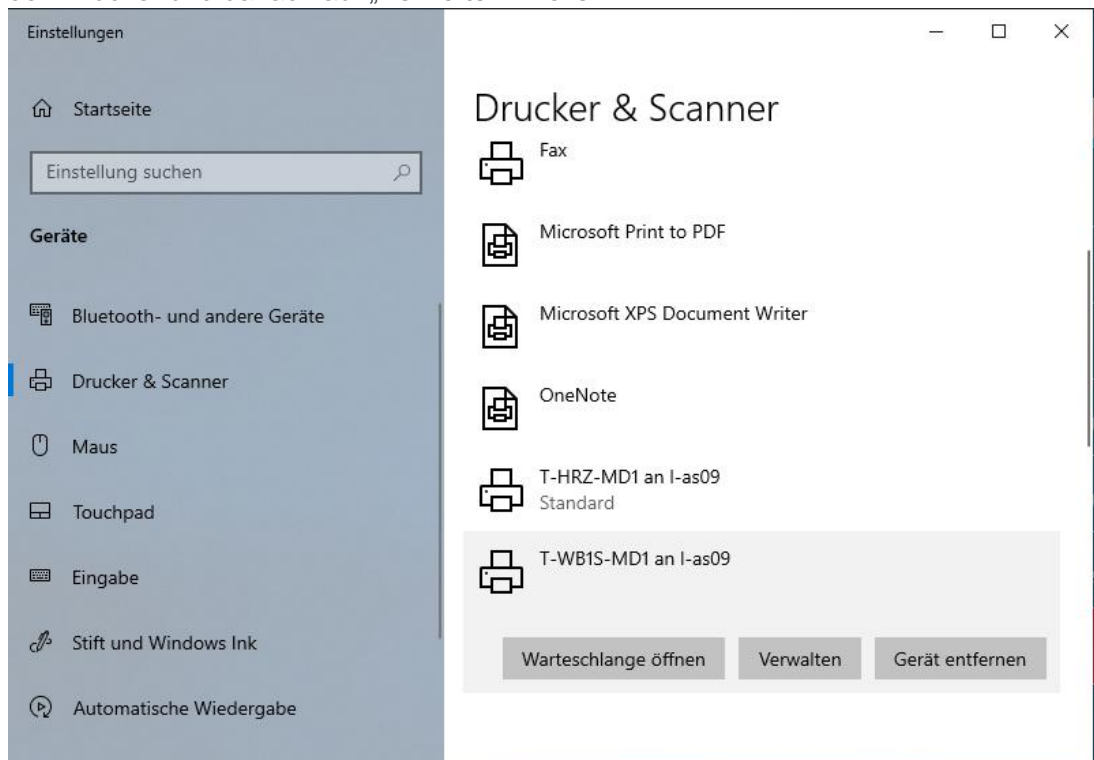 Einstellungen
Startseite
Einstellung suchen
Geräte
Bluetooth- und andere Geräte
Drucker & Scanner
Maus
Touchpad
Eingabe
Stift und Windows Ink
Automatische Wiedergabe
Drucker & Scanner
Fax
Microsoft Print to PDF
Microsoft XPS Document Writer
OneNote
T-HRZ-MD1 an l-as09
Standard
T-WB1S-MD1 an l-as09
Warteschlange öffnen Verwalten Gerät entfernen